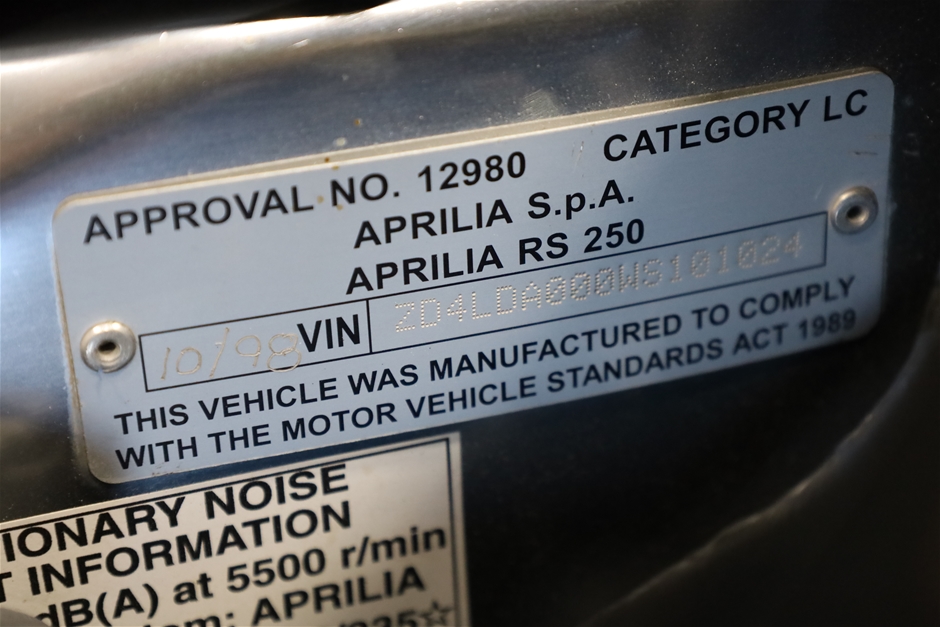 APPROVAL NO. 12980 CATEGORY LC
APRILIA S.p.A.
APRILIA RS 250
10/98 VIN ZD4LDA000WS101024
THIS VEHICLE WAS MANUFACTURED TO COMPLY
WITH THE MOTOR VEHICLE STANDARDS ACT 1989
IONARY NOISE
T INFORMATION
dB(A) at 5500 r/min
em: APRILIA